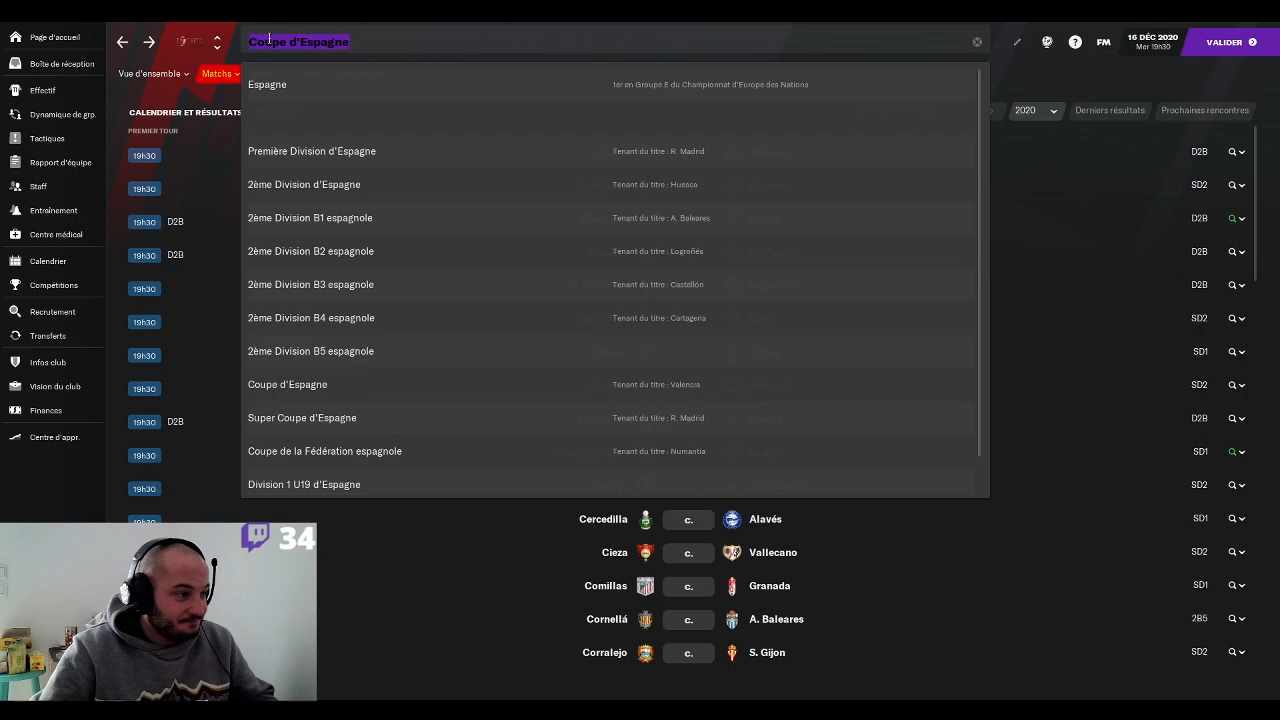 Page d'accueil
Coupe d'Espagne
FM
16 DÉC 2020
Mer 19h30
VALIDER
Boîte de réception
Vue d'ensemble
Matchs
Espagne
1er en Groupe E du Championnat d'Europe des Nations
Effectif
CALENDRIER ET RÉSULTATS
2020
Derniers résultats
Prochaines rencontres
Dynamique de grp.
PREMIER TOUR
Tactiques
19h30
Première Division d'Espagne
Tenant du titre : R. Madrid
D2B
Rapport d'équipe
Staff
19h30
2ème Division d'Espagne
Tenant du titre : Huesca
SD2
Entraînement
19h30
D2B
2ème Division B1 espagnole
Tenant du titre : A. Baleares
D2B
Centre médical
19h30
D2B
2ème Division B2 espagnole
Tenant du titre : Logroñés
D2B
Calendrier
Compétitions
19h30
2ème Division B3 espagnole
Tenant du titre : Castellón
D2B
Recrutement
19h30
2ème Division B4 espagnole
Tenant du titre : Cartagena
SD2
Transferts
19h30
2ème Division B5 espagnole
SD1
Infos club
Vision du club
19h30
Coupe d'Espagne
Tenant du titre : Valencia
SD2
Finances
19h30
D2B
Super Coupe d'Espagne
Tenant du titre : R. Madrid
D2B
Centre d'appr.
19h30
Coupe de la Fédération espagnole
Tenant du titre : Numantia
SD1
19h30
Division 1 U19 d'Espagne
SD2
19h30
Cercedilla
c.
Alavés
SD1
34
Cieza
c.
Vallecano
SD2
Comillas
c.
Granada
SD1
Cornellá
c.
A. Baleares
2B5
Corralejo
c.
S. Gijon
SD2